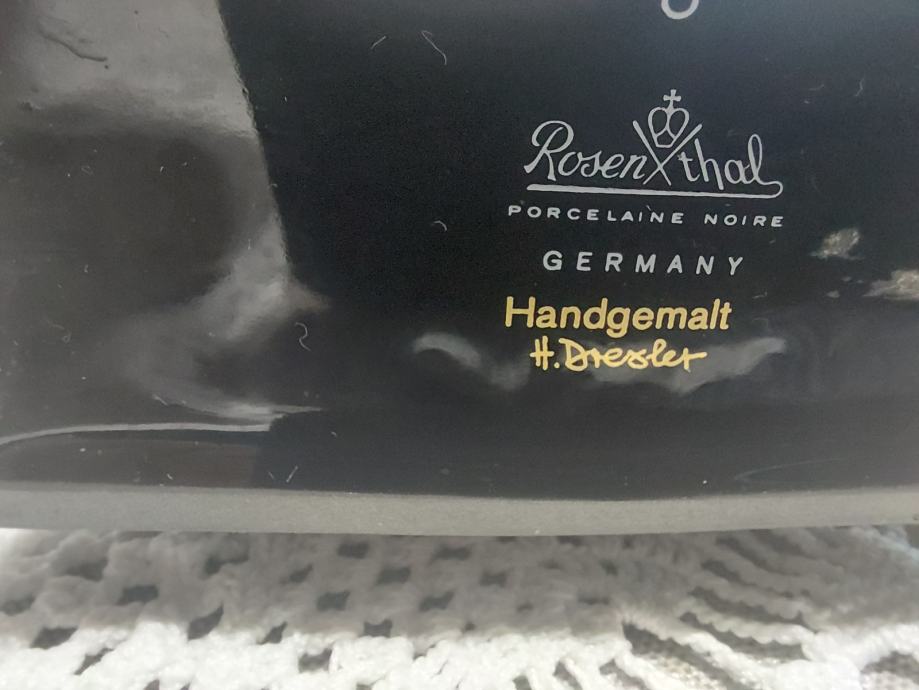 Rosenthal
PORCELAINE NOIRE
GERMANY
Handgemalt
H. Drexler